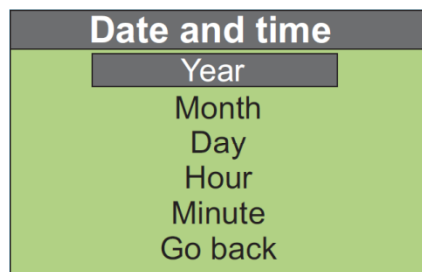 Date and time
Year
Month
Day
Hour
Minute
Go back